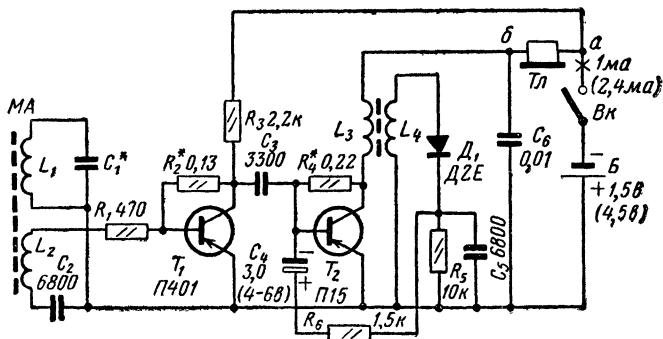 б
а
Тл
1ма
(2,4ма)
Вк
МА
R3 2,2к
C3
3300
L3
L4
L1
C1*
R2* 0,13
R4* 0,22
Д1
Д2Е
C6
0,01
Б
1,5в
(4,5в)
R1 470
L2
C2
6800
T1
П401
C4
3,0
(4-6в)
T2
П15
R5
10к
C5 6800
R6
1,5к